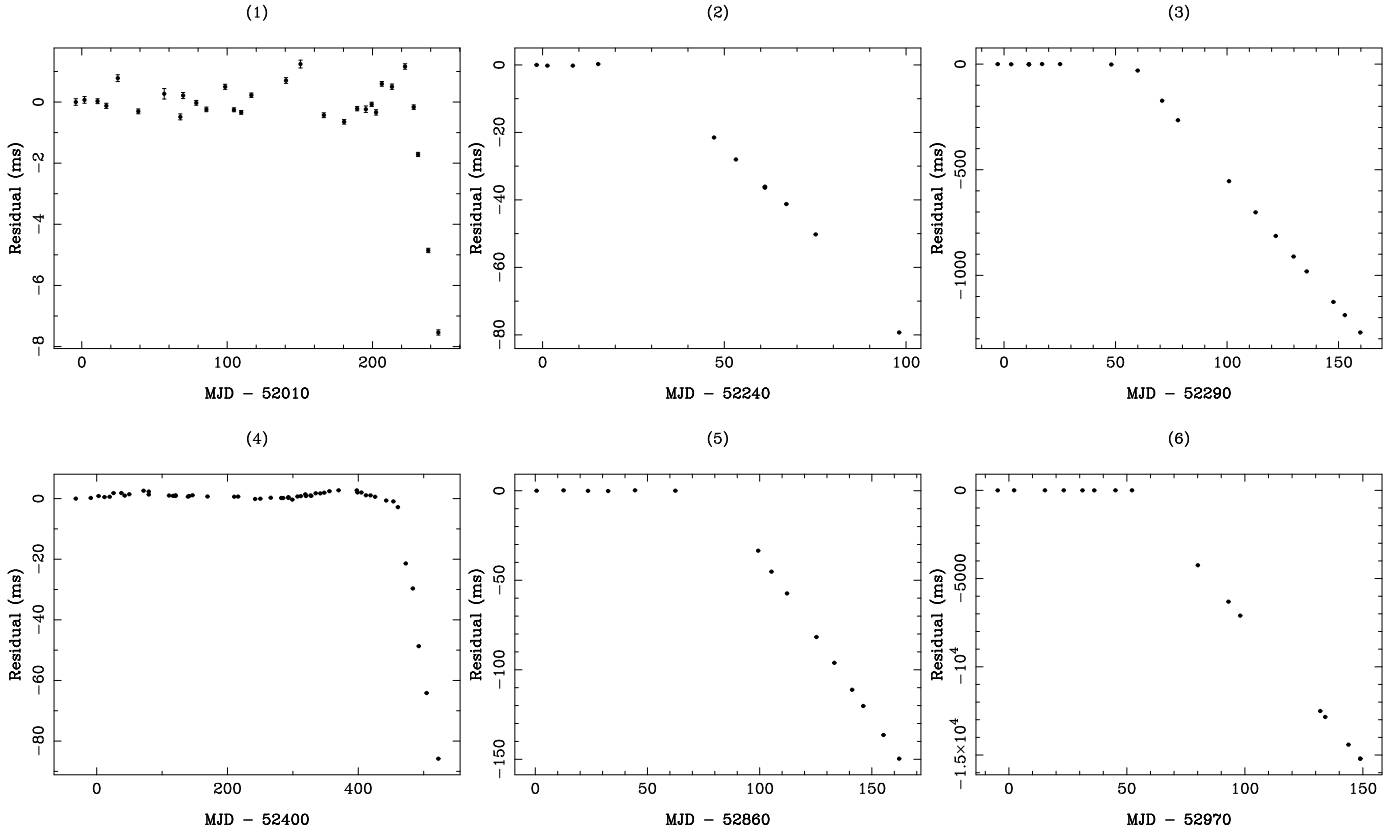 (1)
Residual (ms)
0
−2
−4
−6
−8
0 100 200
MJD − 52010
(2)
Residual (ms)
0
−20
−40
−60
−80
0 50 100
MJD − 52240
(3)
Residual (ms)
0
−500
−1000
0 50 100 150
MJD − 52290
(4)
Residual (ms)
0
−20
−40
−60
−80
0 200 400
MJD − 52400
(5)
Residual (ms)
0
−50
−100
−150
0 50 100 150
MJD − 52860
(6)
Residual (ms)
0
−5000
−10⁴
−1.5×10⁴
0 50 100 150
MJD − 52970